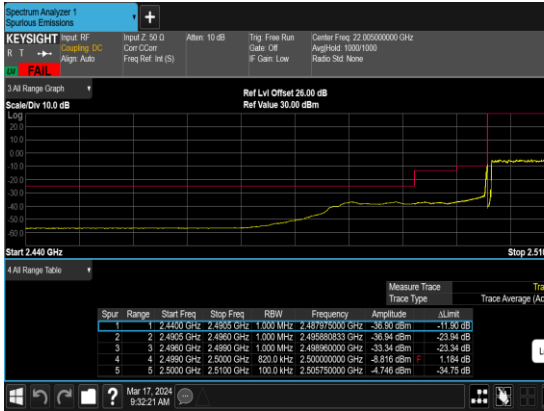 Spectrum Analyzer 1
Spurious Emissions
KEYSIGHT Input: RF Input Z: 50 Ω Atten: 10 dB Trig: Free Run Center Freq: 22.005000000 GHz
R T Coupling: DC Corr CCorr Gate: Off Avg|Hold: 1000/1000
Align: Auto Freq Ref: Int (S) IF Gain: Low Radio Std: None
FAIL
3 All Range Graph
Ref Lvl Offset 26.00 dB
Scale/Div 10.0 dB Ref Value 30.00 dBm
Log
20.0
10.0
0.00
-10.0
-20.0
-30.0
-40.0
-50.0
-60.0
Start 2.440 GHz Stop 2.510
4 All Range Table
Measure Trace Tra
Trace Type Trace Average (Ac
Spur Range Start Freq Stop Freq RBW Frequency Amplitude ΔLimit
1 1 2.4400 GHz 2.4905 GHz 1.000 MHz 2.487975000 GHz -36.90 dBm -11.90 dB
2 2 2.4905 GHz 2.4960 GHz 1.000 MHz 2.495880833 GHz -36.96 dBm -23.94 dB
3 3 2.4960 GHz 2.4990 GHz 1.000 MHz 2.498960000 GHz -33.34 dBm -23.34 dB
4 4 2.4990 GHz 2.5000 GHz 820.0 kHz 2.500000000 GHz -8.816 dBm F 1.184 dB
5 5 2.5000 GHz 2.5100 GHz 100.0 kHz 2.505750000 GHz -4.746 dBm -34.75 dB
Mar 17, 2024
9:32:21 AM